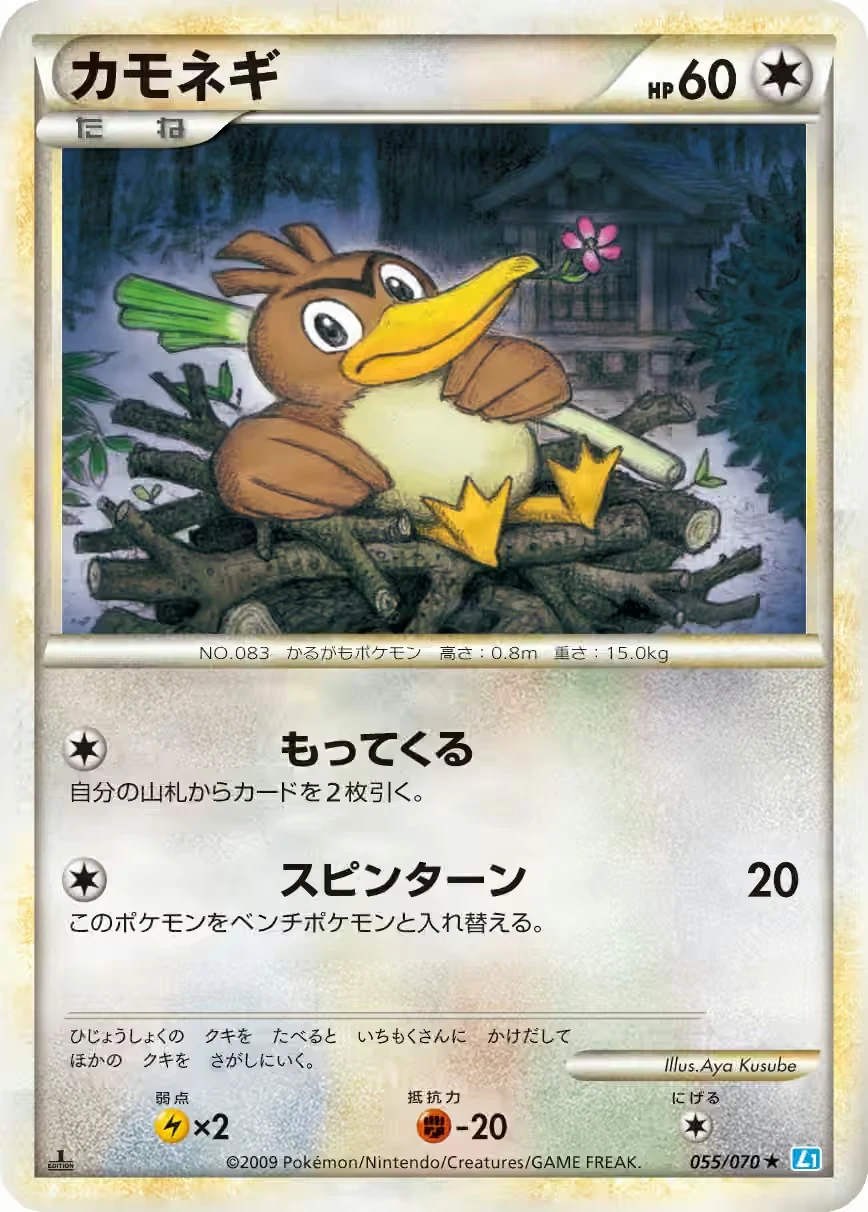 カモネギ HP60
たね
NO.083 かるがもポケモン 高さ：0.8m 重さ：15.0kg
もってくる
自分の山札からカードを2枚引く。
スピンターン 20
このポケモンをベンチポケモンと入れ替える。
ひじょうしょくの クキを たべると いちもくさんに かけだして
ほかの クキを さがしにいく。
Illus.Aya Kusube
弱点 抵抗力 にげる
×2 -20
1 EDITION ©2009 Pokémon/Nintendo/Creatures/GAME FREAK. 055/070 ★ L1